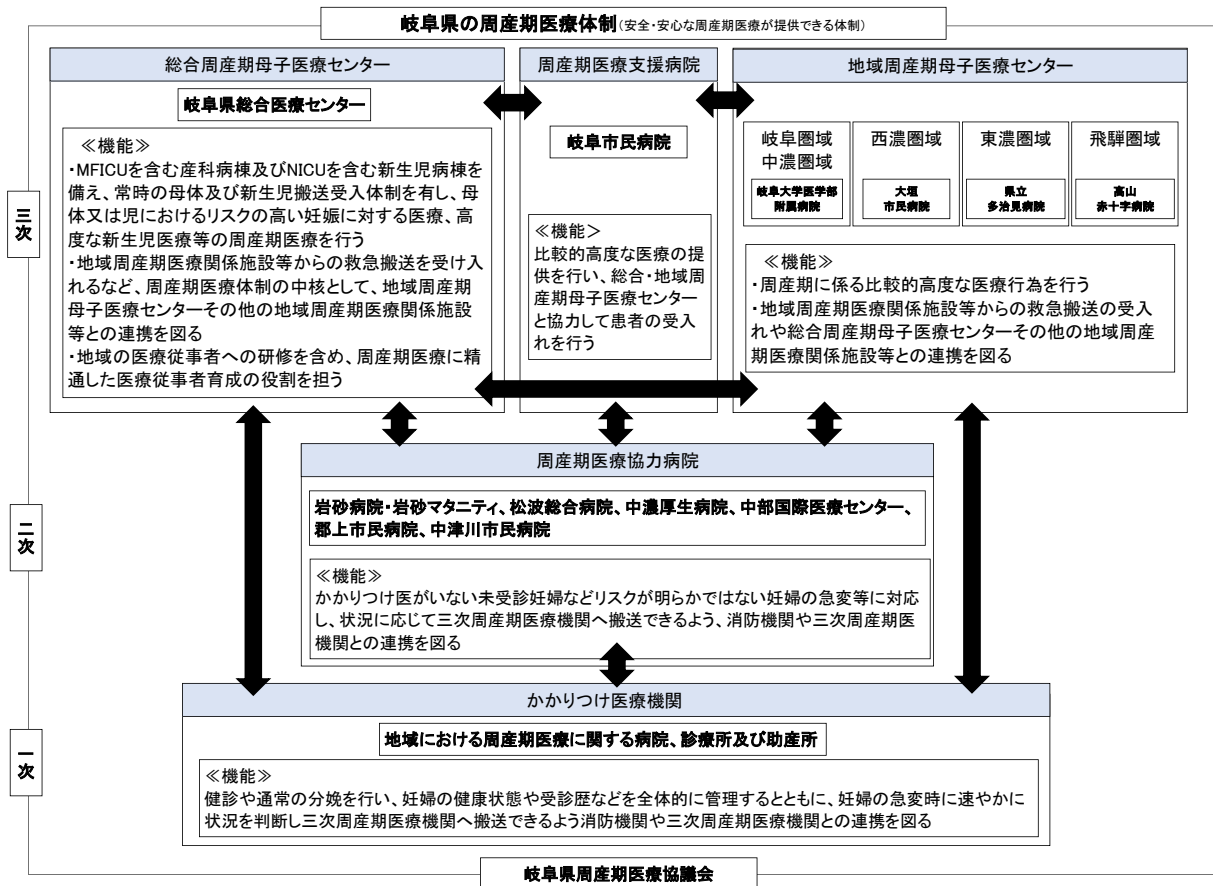 岐阜県の周産期医療体制(安全・安心な周産期医療が提供できる体制)
三次
総合周産期母子医療センター
岐阜県総合医療センター
≪機能≫
・MFICUを含む産科病棟及びNICUを含む新生児病棟を
備え、常時の母体及び新生児搬送受入体制を有し、母
体又は児におけるリスクの高い妊娠に対する医療、高
度な新生児医療等の周産期医療を行う
・地域周産期医療関係施設等からの救急搬送を受け入
れるなど、周産期医療体制の中核として、地域周産期
母子医療センターその他の地域周産期医療関係施設
等との連携を図る
・地域の医療従事者への研修を含め、周産期医療に精
通した医療従事者育成の役割を担う
周産期医療支援病院
岐阜市民病院
≪機能＞
比較的高度な医療の提
供を行い、総合・地域周
産期母子医療センター
と協力して患者の受入
れを行う
地域周産期母子医療センター
岐阜圏域
中濃圏域
岐阜大学医学部
附属病院
西濃圏域
大垣
市民病院
東濃圏域
県立
多治見病院
飛騨圏域
高山
赤十字病院
≪機能≫
・周産期に係る比較的高度な医療行為を行う
・地域周産期医療関係施設等からの救急搬送の受入
れや総合周産期母子医療センターその他の地域周産
期医療関係施設等との連携を図る
二次
周産期医療協力病院
岩砂病院・岩砂マタニティ、松波総合病院、中濃厚生病院、中部国際医療センター、
郡上市民病院、中津川市民病院
≪機能≫
かかりつけ医がいない未受診妊婦などリスクが明らかではない妊婦の急変等に対応
し、状況に応じて三次周産期医療機関へ搬送できるよう、消防機関や三次周産期医療
機関との連携を図る
一次
かかりつけ医療機関
地域における周産期医療に関する病院、診療所及び助産所
≪機能≫
健診や通常の分娩を行い、妊婦の健康状態や受診歴などを全体的に管理するとともに、妊婦の急変時に速やかに
状況を判断し三次周産期医療機関へ搬送できるよう消防機関や三次周産期医療機関との連携を図る
岐阜県周産期医療協議会